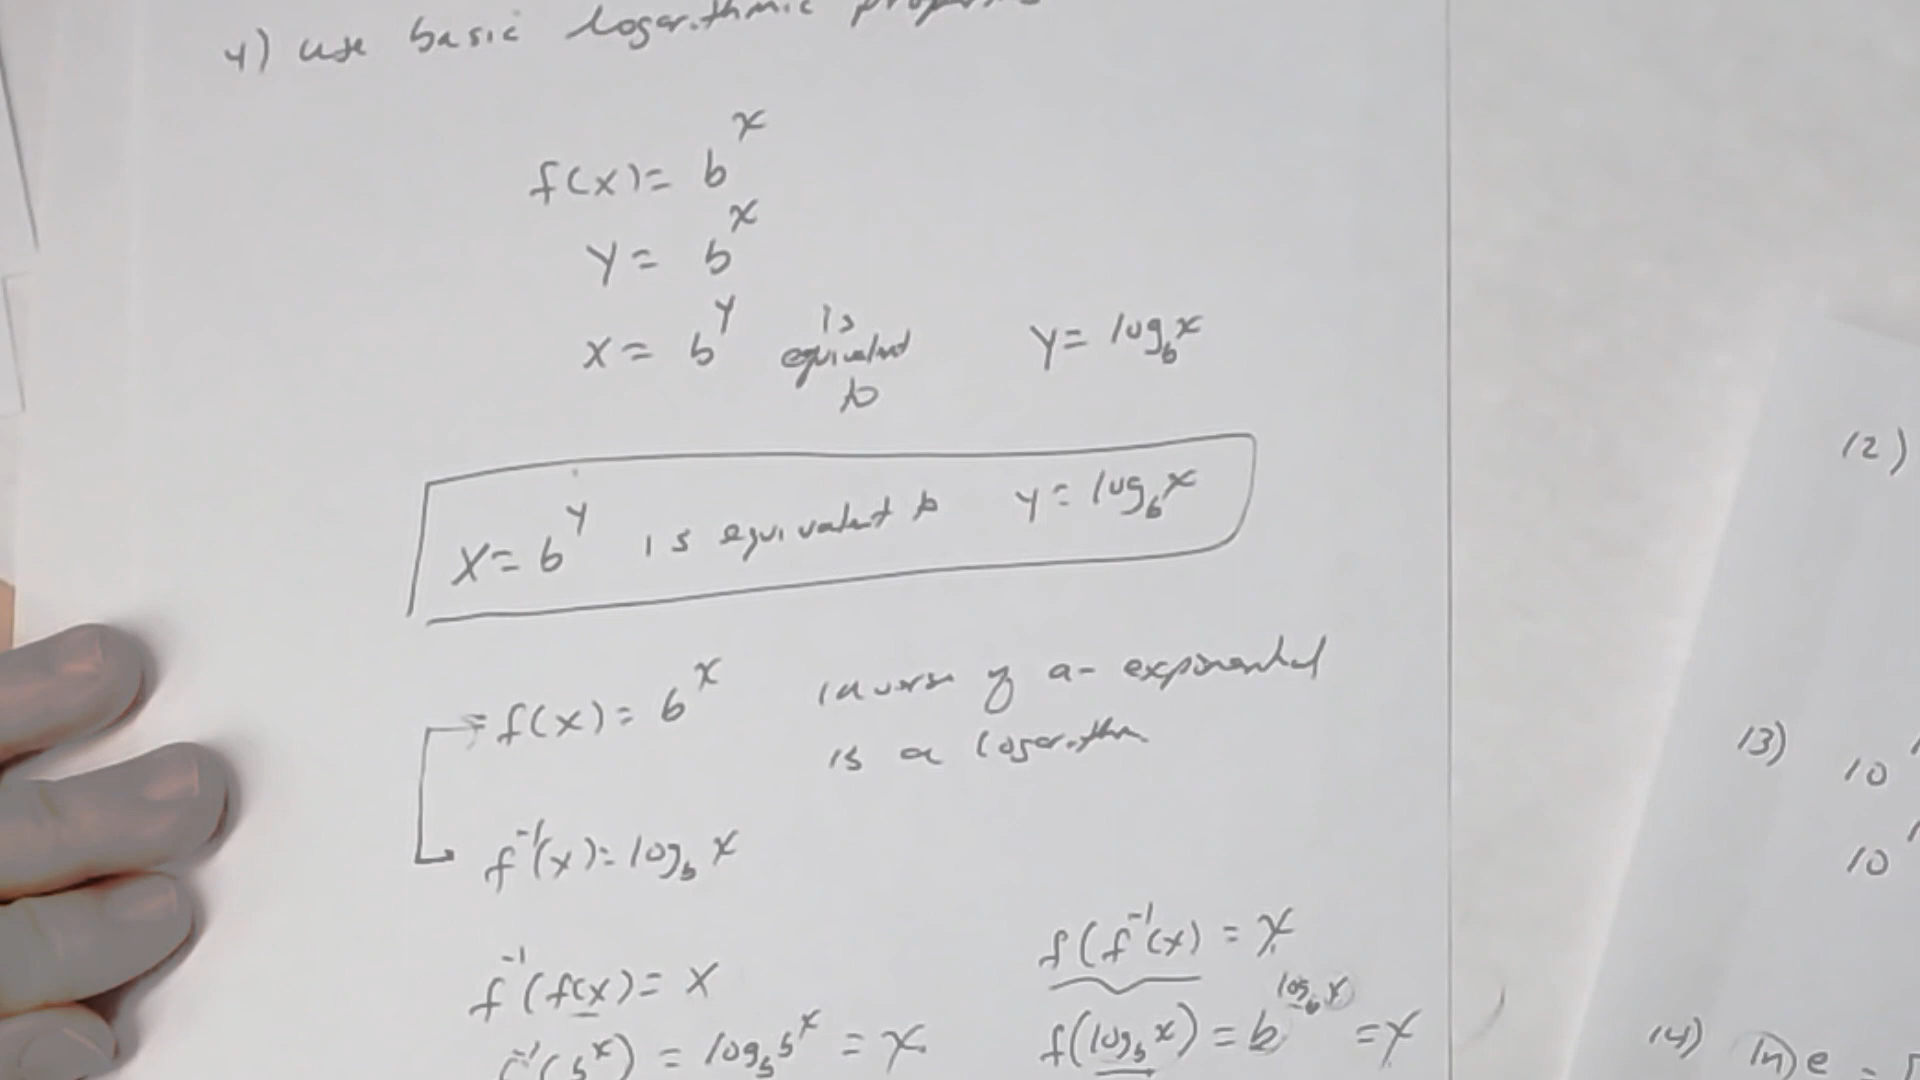 4) use basic logarithmic
f(x) = b^x
y = b^x
x = b^y is equivalent to y = log_b x
x = b^y is equivalent to y = log_b x
f(x) = b^x inverse of an exponential
is a logarithm
f^-1(x) = log_b x
f^-1(f(x)) = x f(f^-1(x)) = x
f^-1(b^x) = log_b b^x = x f(log_b x) = b^log_b x = x
12)
13) 10
10
14) ln e =